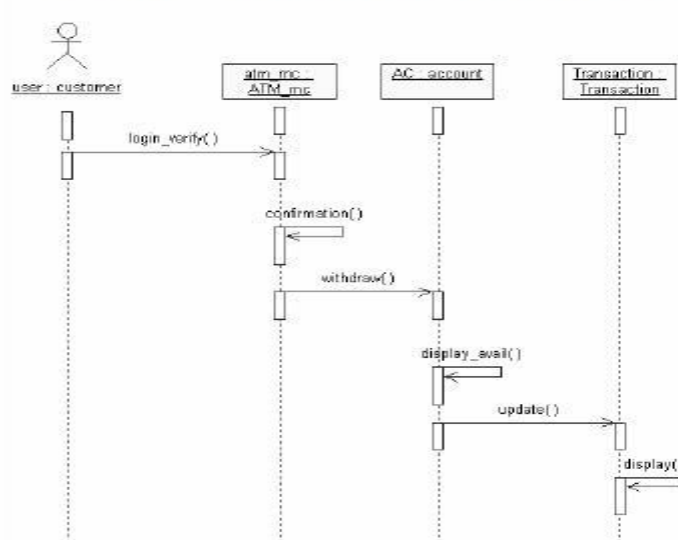 user : customer
atm_mc :
ATM_mc
AC : account
Transaction :
Transaction
login_verify( )
confirmation( )
withdraw( )
display_avail( )
update( )
display(